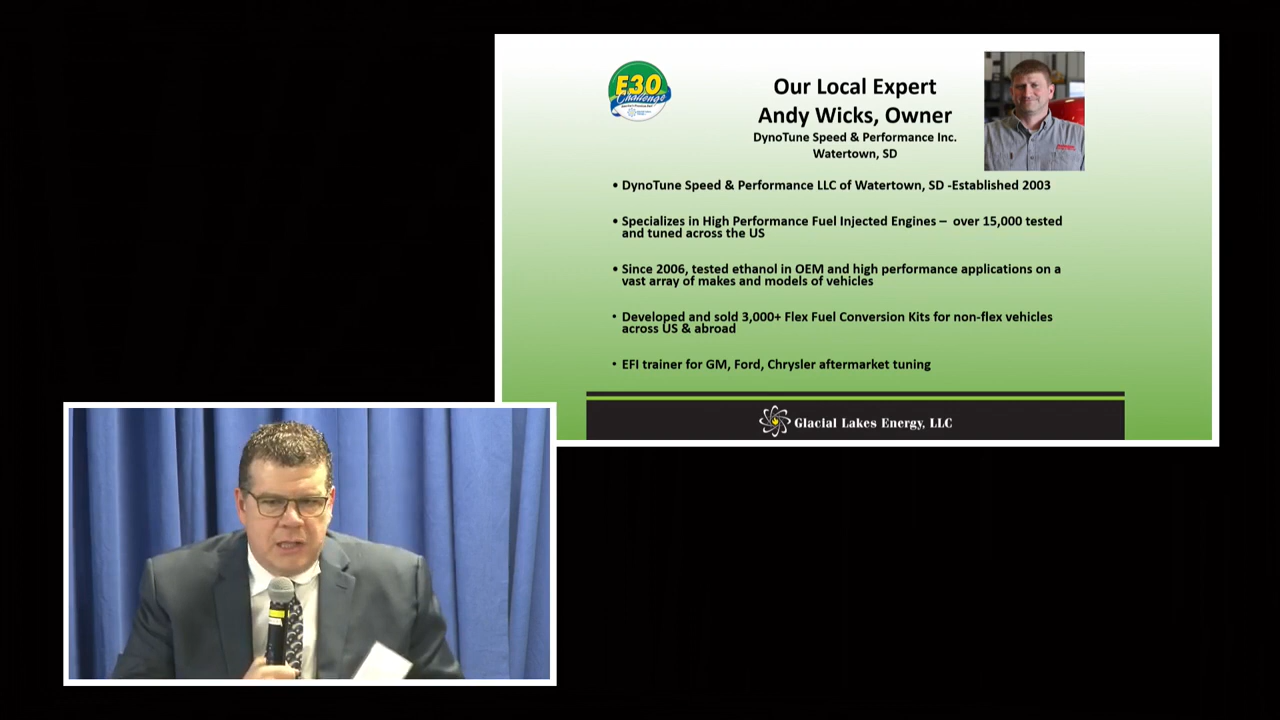 E30
Challenge
Our Local Expert
Andy Wicks, Owner
DynoTune Speed & Performance Inc.
Watertown, SD
• DynoTune Speed & Performance LLC of Watertown, SD -Established 2003
• Specializes in High Performance Fuel Injected Engines – over 15,000 tested
and tuned across the US
• Since 2006, tested ethanol in OEM and high performance applications on a
vast array of makes and models of vehicles
• Developed and sold 3,000+ Flex Fuel Conversion Kits for non-flex vehicles
across US & abroad
• EFI trainer for GM, Ford, Chrysler aftermarket tuning
Glacial Lakes Energy, LLC